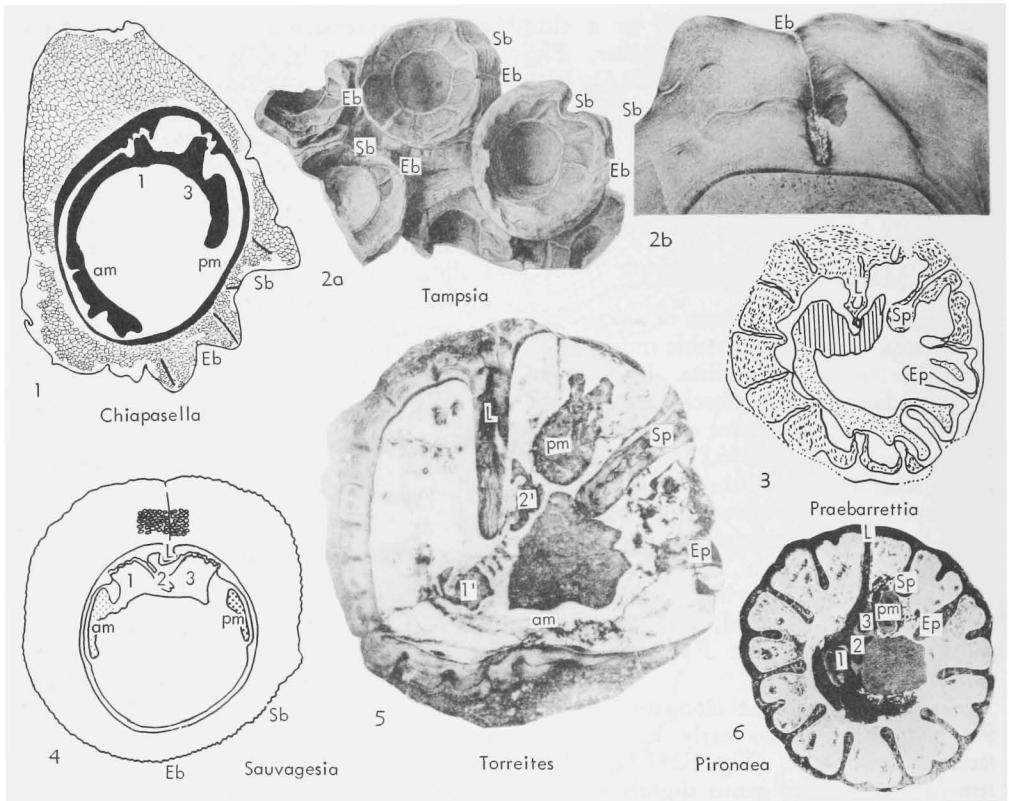 1
3
am
pm
Sb
Eb
1
Chiapasella
Sb
Eb
Eb
Sb
Sb
Eb
Eb
2a
Tampsia
Eb
Sb
2b
L
Sp
Ep
3
Praebarrettia
L
1
2
3
am
pm
Sb
Eb
4
Sauvagesia
L
pm
Sp
2'
Ep
1'
am
5
Torreites
L
Sp
pm
3
Ep
2
1
6
Pironaea